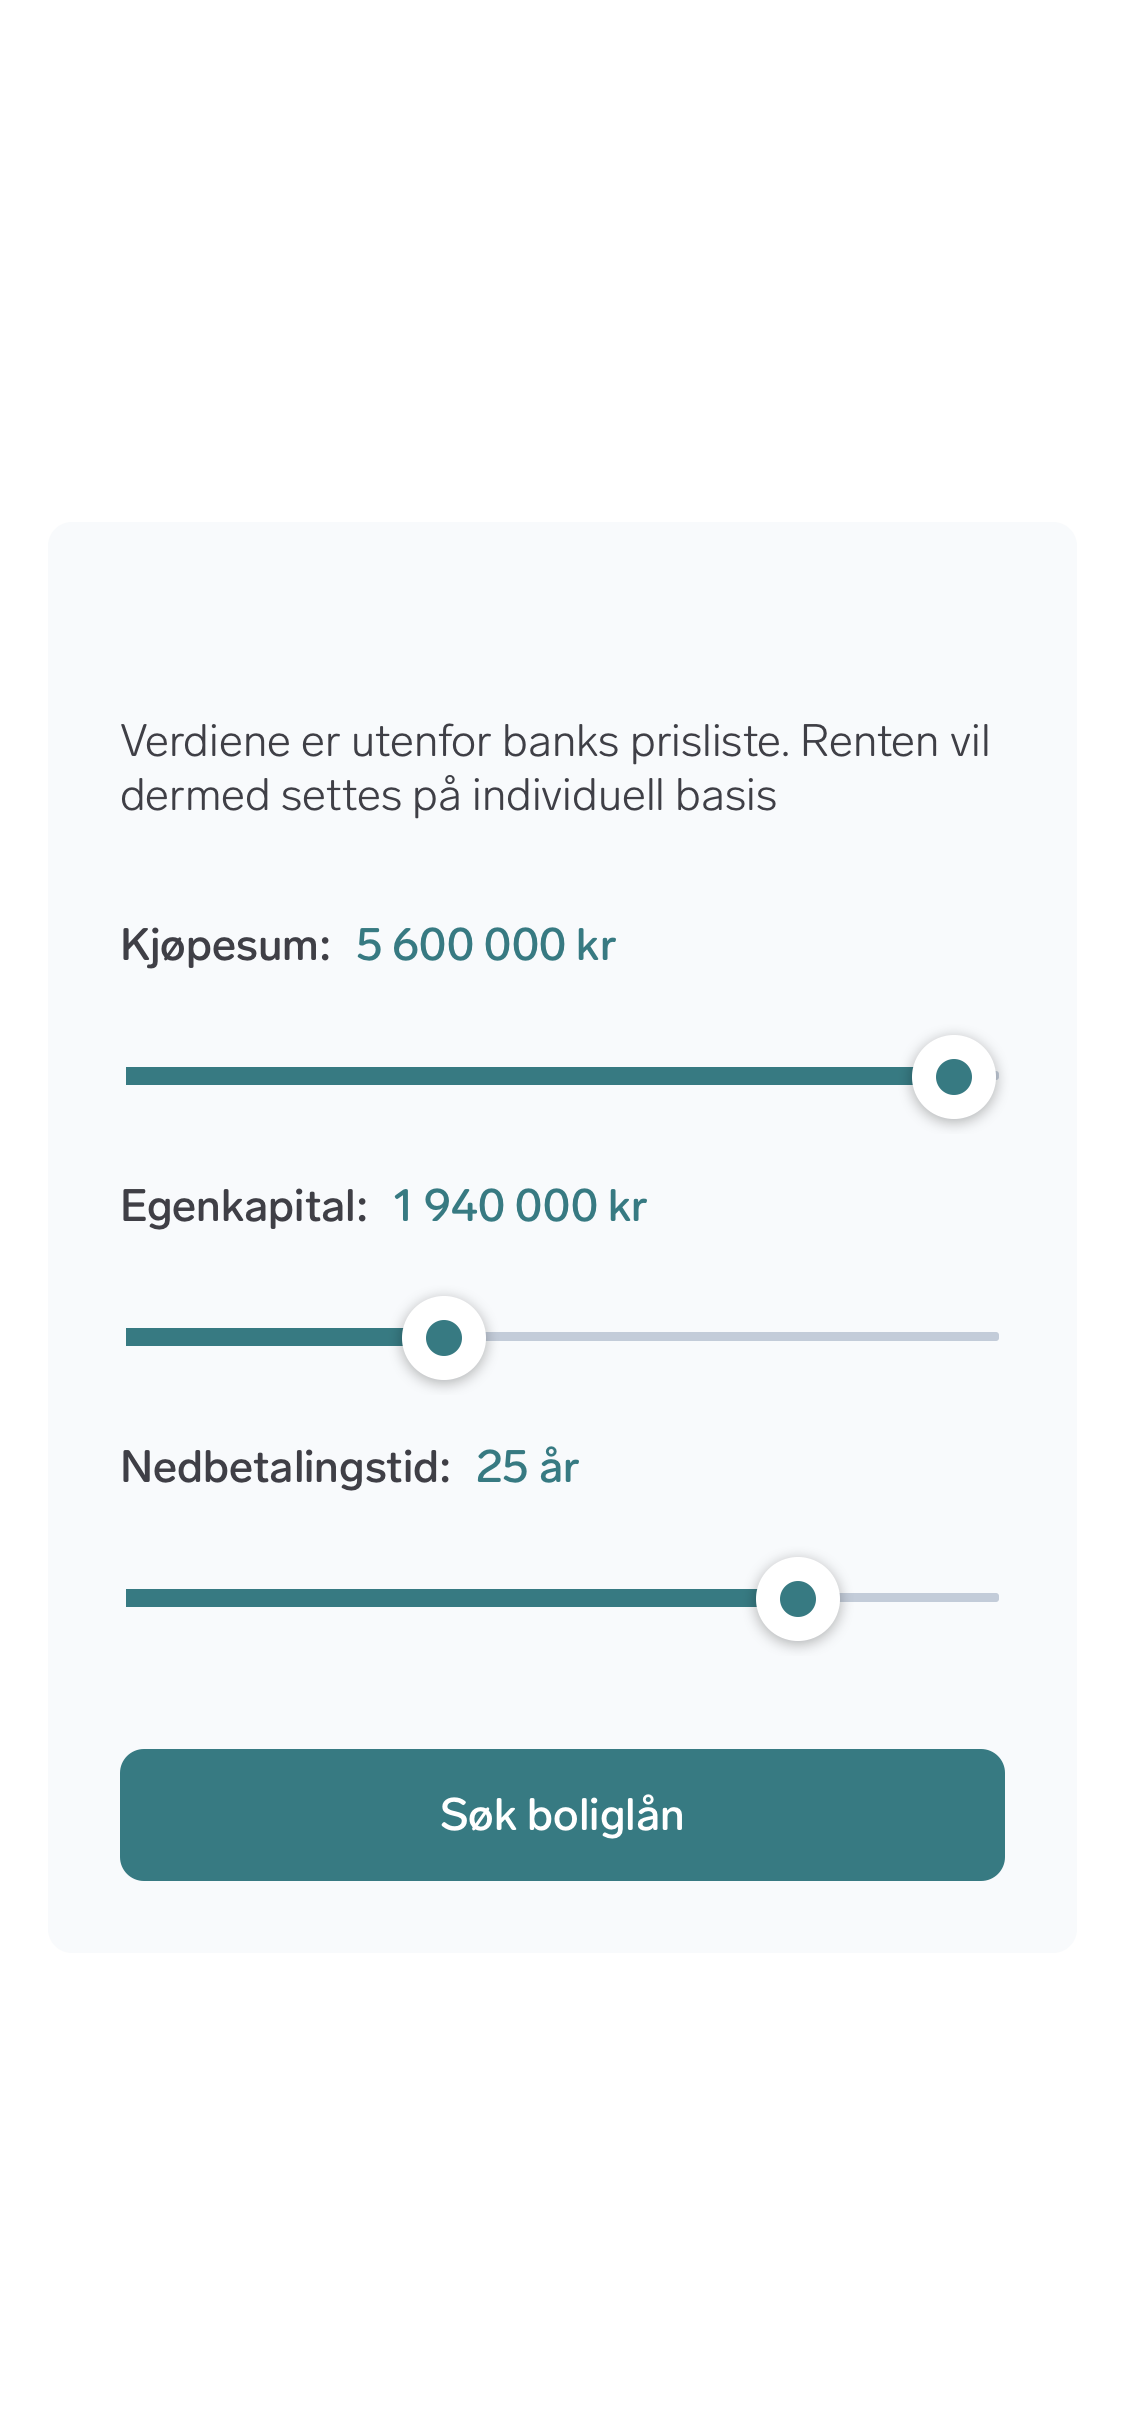 Verdiene er utenfor banks prisliste. Renten vil
dermed settes på individuell basis
Kjøpesum: 5 600 000 kr
Egenkapital: 1 940 000 kr
Nedbetalingstid: 25 år
Søk boliglån